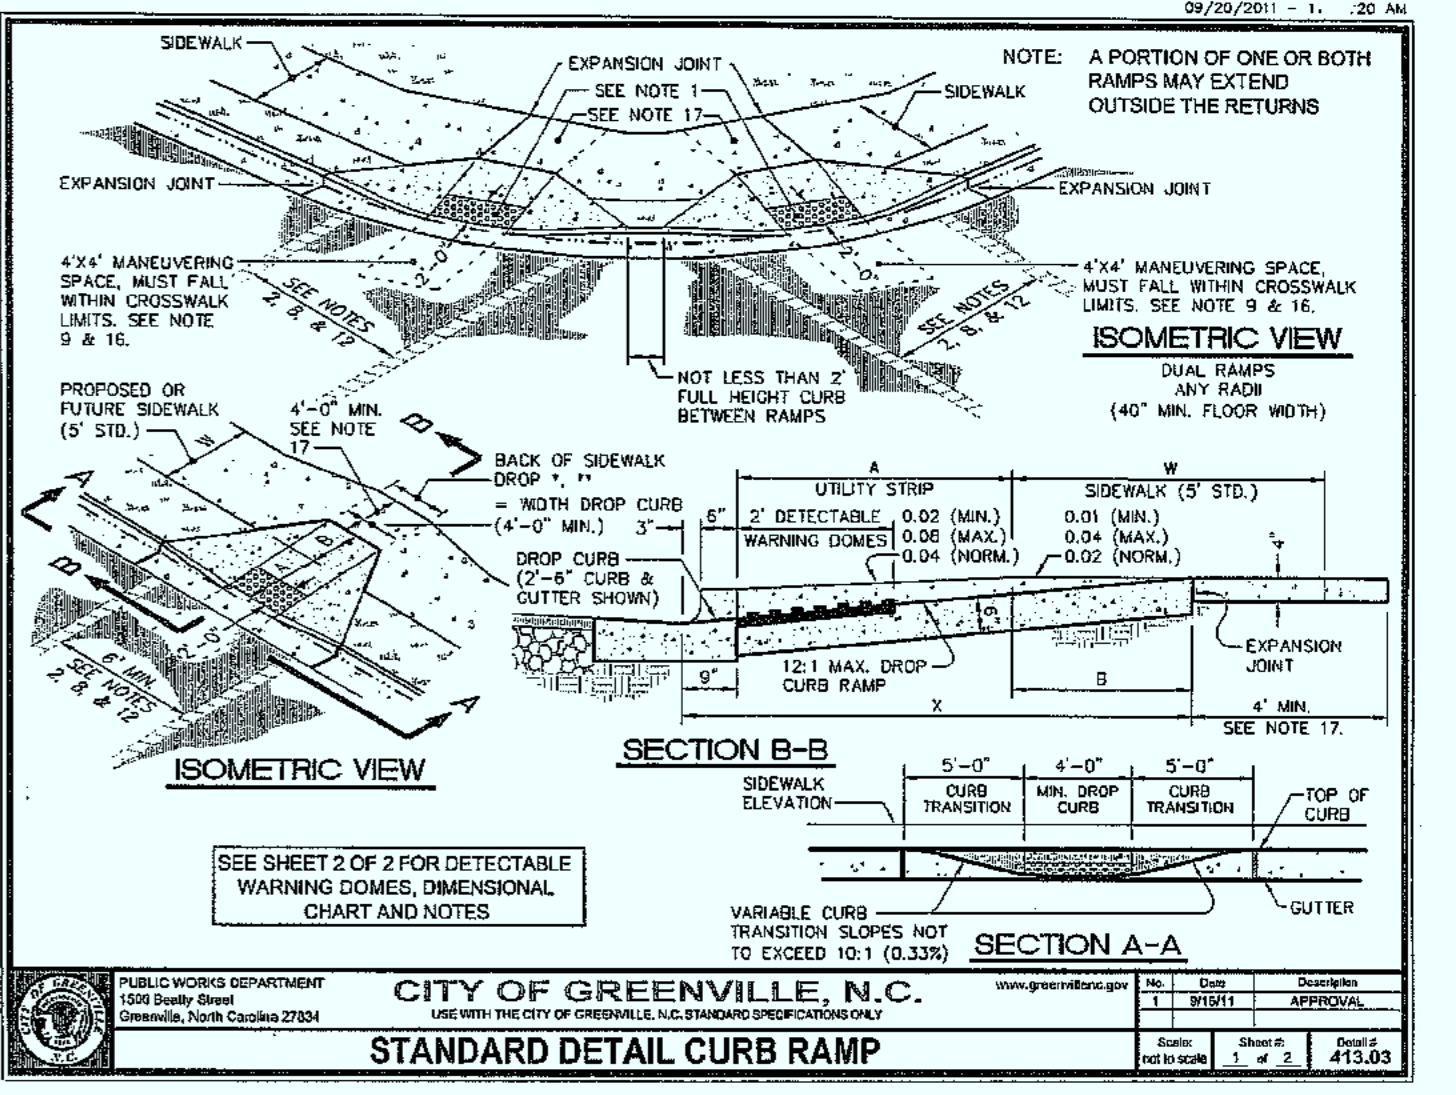 09/20/2011 - 1. :20 AM
SIDEWALK
EXPANSION JOINT
SEE NOTE 1
SEE NOTE 17
SIDEWALK
NOTE: A PORTION OF ONE OR BOTH
RAMPS MAY EXTEND
OUTSIDE THE RETURNS
EXPANSION JOINT
EXPANSION JOINT
2'-0"
2'-0"
4'X4' MANEUVERING
SPACE, MUST FALL
WITHIN CROSSWALK
LIMITS. SEE NOTE
9 & 16.
SEE NOTES
2, 8, & 12
SEE NOTES
2, 8, & 12
4'X4' MANEUVERING SPACE,
MUST FALL WITHIN CROSSWALK
LIMITS. SEE NOTE 9 & 16.
ISOMETRIC VIEW
DUAL RAMPS
ANY RADII
(40" MIN. FLOOR WIDTH)
NOT LESS THAN 2'
FULL HEIGHT CURB
BETWEEN RAMPS
PROPOSED OR
FUTURE SIDEWALK
(5' STD.)
W
4'-0" MIN.
SEE NOTE
17
B
A
BACK OF SIDEWALK
DROP *, **
= WIDTH DROP CURB
(4'-0" MIN.)
B
A
B
2'-0"
6' MIN.
SEE NOTES
2, 8, & 12
A
ISOMETRIC VIEW
A
UTILITY STRIP
W
SIDEWALK (5' STD.)
3"
6"
2' DETECTABLE
WARNING DOMES
0.02 (MIN.)
0.08 (MAX.)
0.04 (NORM.)
0.01 (MIN.)
0.04 (MAX.)
0.02 (NORM.)
4"
DROP CURB
(2'-6" CURB &
GUTTER SHOWN)
6"
12:1 MAX. DROP
CURB RAMP
EXPANSION
JOINT
9"
B
X
4' MIN.
SEE NOTE 17.
SECTION B-B
SIDEWALK
ELEVATION
5'-0"
CURB
TRANSITION
4'-0"
MIN. DROP
CURB
5'-0"
CURB
TRANSITION
TOP OF
CURB
GUTTER
VARIABLE CURB
TRANSITION SLOPES NOT
TO EXCEED 10:1 (0.33%)
SECTION A-A
SEE SHEET 2 OF 2 FOR DETECTABLE
WARNING DOMES, DIMENSIONAL
CHART AND NOTES
CITY OF GREENVILLE
N.C.
PUBLIC WORKS DEPARTMENT
1500 Beatty Street
Greenville, North Carolina 27834
CITY OF GREENVILLE, N.C.
www.greenvillenc.gov
USE WITH THE CITY OF GREENVILLE, N.C. STANDARD SPECIFICATIONS ONLY
STANDARD DETAIL CURB RAMP
No. Date Description
1 9/15/11 APPROVAL
Scale:
not to scale
Sheet #:
1 of 2
Detail #
413.03